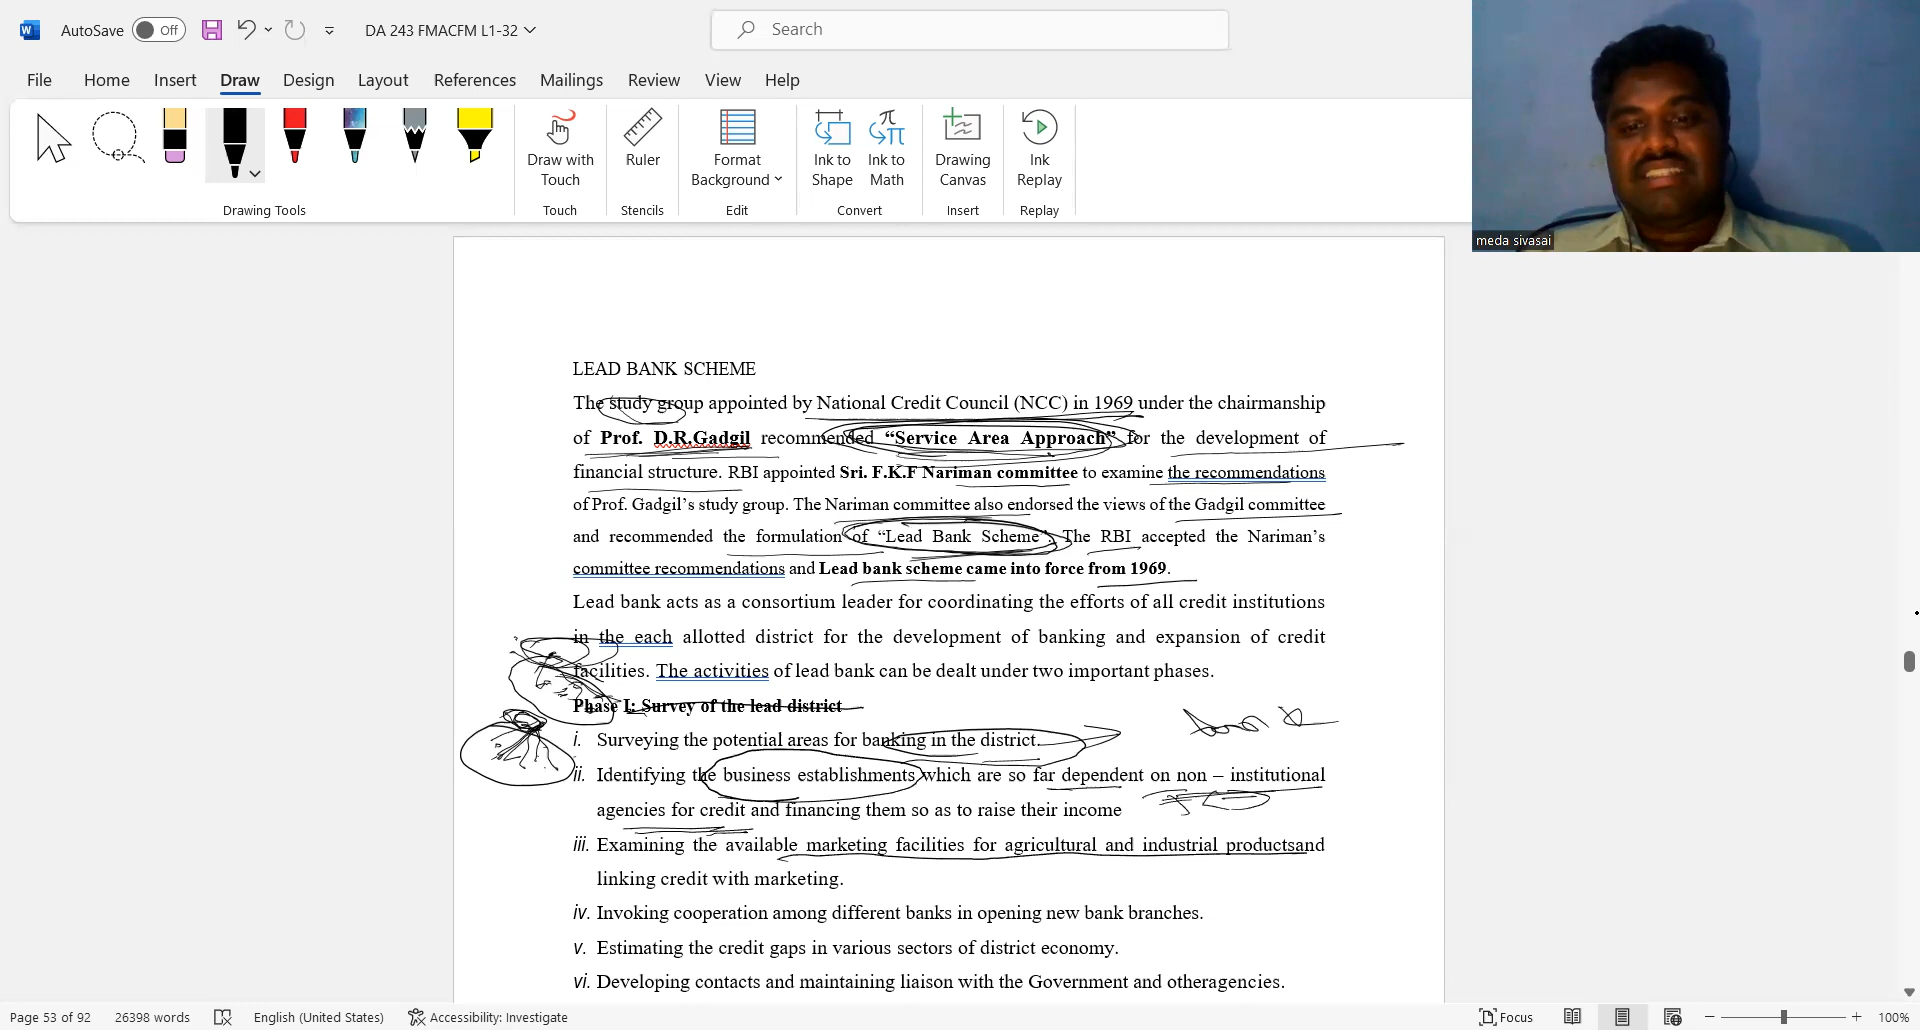 AutoSave Off DA 243 FMACFM L1-32 Search
File Home Insert Draw Design Layout References Mailings Review View Help
Draw with Touch Ruler Format Background Ink to Shape Ink to Math Drawing Canvas Ink Replay
Drawing Tools Touch Stencils Edit Convert Insert Replay
meda sivasai
LEAD BANK SCHEME
The study group appointed by National Credit Council (NCC) in 1969 under the chairmanship
of Prof. D.R.Gadgil recommended “Service Area Approach” for the development of
financial structure. RBI appointed Sri. F.K.F Nariman committee to examine the recommendations
of Prof. Gadgil’s study group. The Nariman committee also endorsed the views of the Gadgil committee
and recommended the formulation of “Lead Bank Scheme”. The RBI accepted the Nariman’s
committee recommendations and Lead bank scheme came into force from 1969.
Lead bank acts as a consortium leader for coordinating the efforts of all credit institutions
in the each allotted district for the development of banking and expansion of credit
facilities. The activities of lead bank can be dealt under two important phases.
Phase I: Survey of the lead district
i. Surveying the potential areas for banking in the district.
ii. Identifying the business establishments which are so far dependent on non – institutional
agencies for credit and financing them so as to raise their income
iii. Examining the available marketing facilities for agricultural and industrial productsand
linking credit with marketing.
iv. Invoking cooperation among different banks in opening new bank branches.
v. Estimating the credit gaps in various sectors of district economy.
vi. Developing contacts and maintaining liaison with the Government and otheragencies.
Page 53 of 92 26398 words English (United States) Accessibility: Investigate Focus 100%